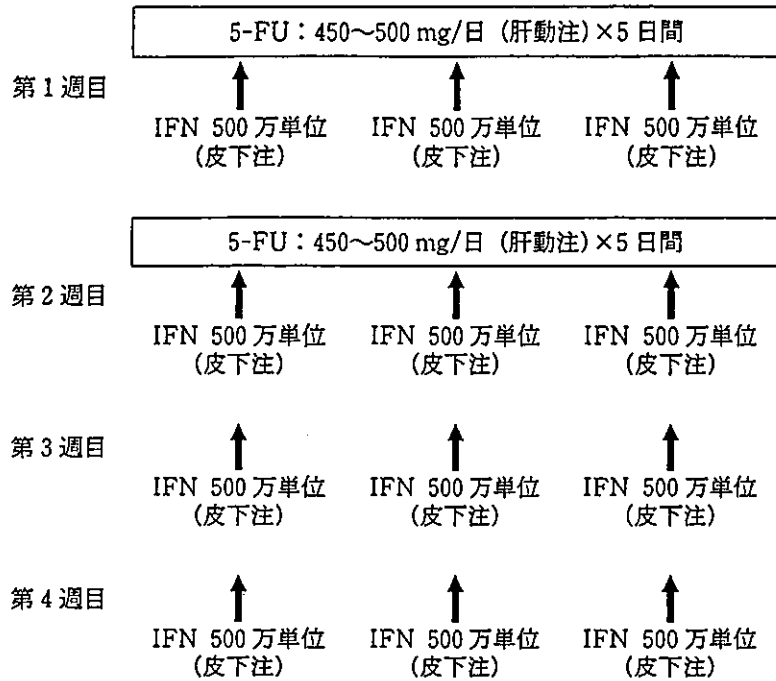 5-FU：450～500 mg/日（肝動注）×5日間
第1週目
IFN 500万単位 IFN 500万単位 IFN 500万単位
（皮下注） （皮下注） （皮下注）
5-FU：450～500 mg/日（肝動注）×5日間
第2週目
IFN 500万単位 IFN 500万単位 IFN 500万単位
（皮下注） （皮下注） （皮下注）
第3週目
IFN 500万単位 IFN 500万単位 IFN 500万単位
（皮下注） （皮下注） （皮下注）
第4週目
IFN 500万単位 IFN 500万単位 IFN 500万単位
（皮下注） （皮下注） （皮下注）